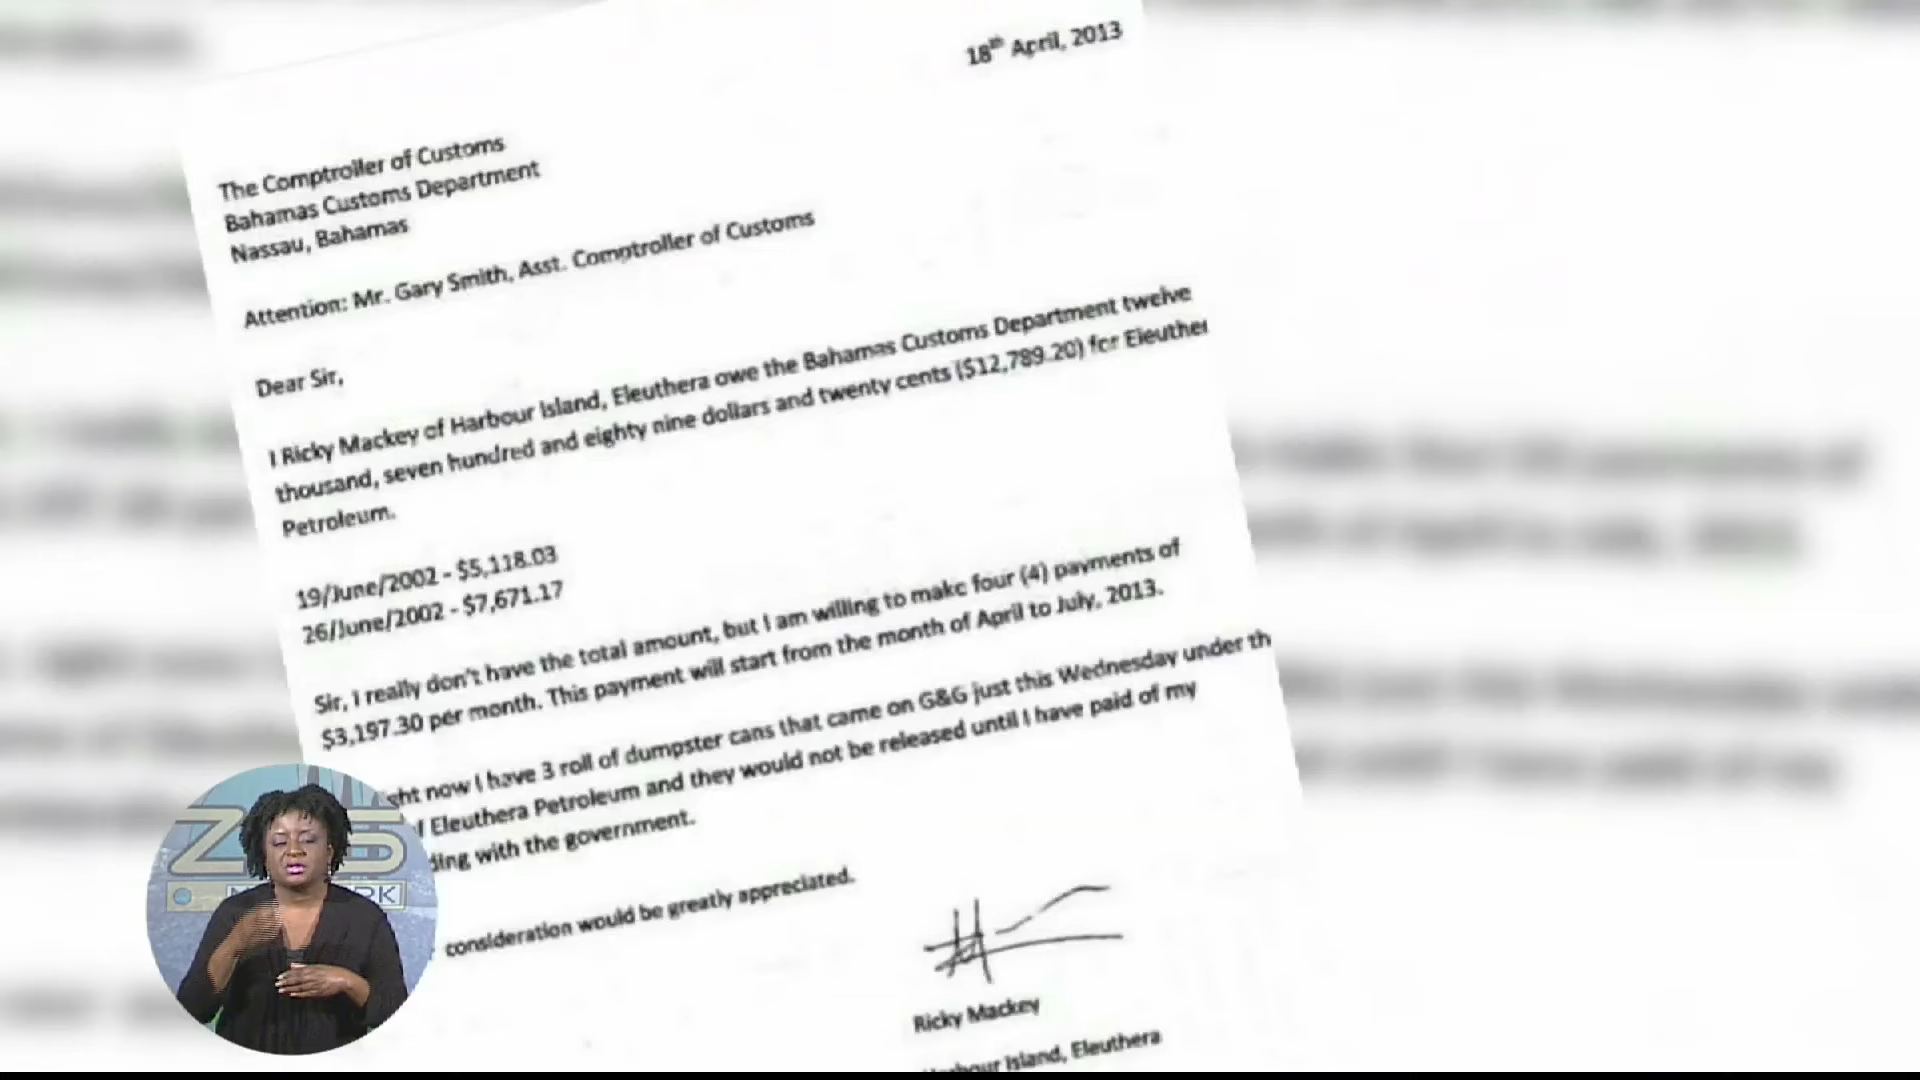 18th April, 2013
The Comptroller of Customs
Bahamas Customs Department
Nassau, Bahamas
Attention: Mr. Gary Smith, Asst. Comptroller of Customs
Dear Sir,
I Ricky Mackey of Harbour Island, Eleuthera owe the Bahamas Customs Department twelve
thousand, seven hundred and eighty nine dollars and twenty cents ($12,789.20) for Eleuther
Petroleum.
19/June/2002 - $5,118.03
26/June/2002 - $7,671.17
Sir, I really don't have the total amount, but I am willing to make four (4) payments of
$3,197.30 per month. This payment will start from the month of April to July, 2013.
ght now I have 3 roll of dumpster cans that came on G&G just this Wednesday under th
f Eleuthera Petroleum and they would not be released until I have paid of my
ding with the government.
consideration would be greatly appreciated.
Ricky Mackey
Harbour Island, Eleuthera
ZNS